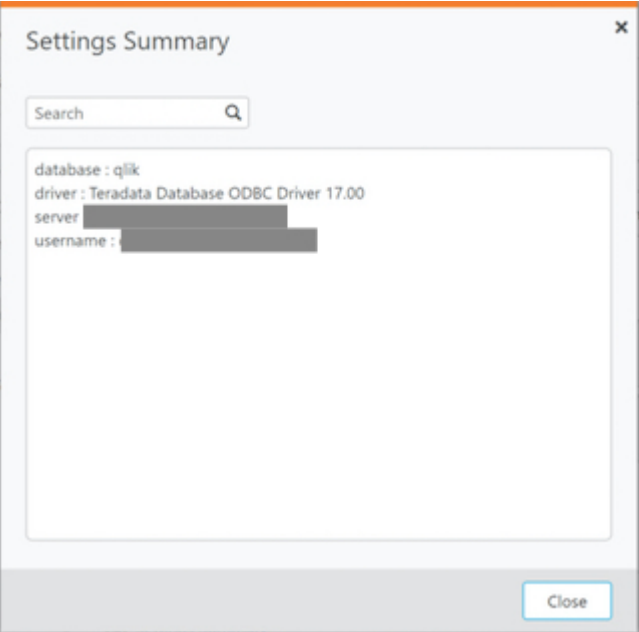 Settings Summary
Search
database : qlik
driver : Teradata Database ODBC Driver 17.00
server
username :
Close